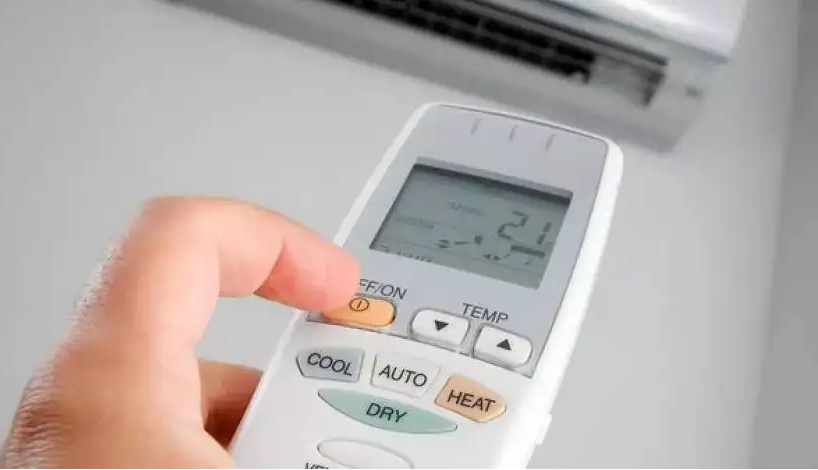 21
FF/ON
TEMP
COOL
AUTO
HEAT
DRY